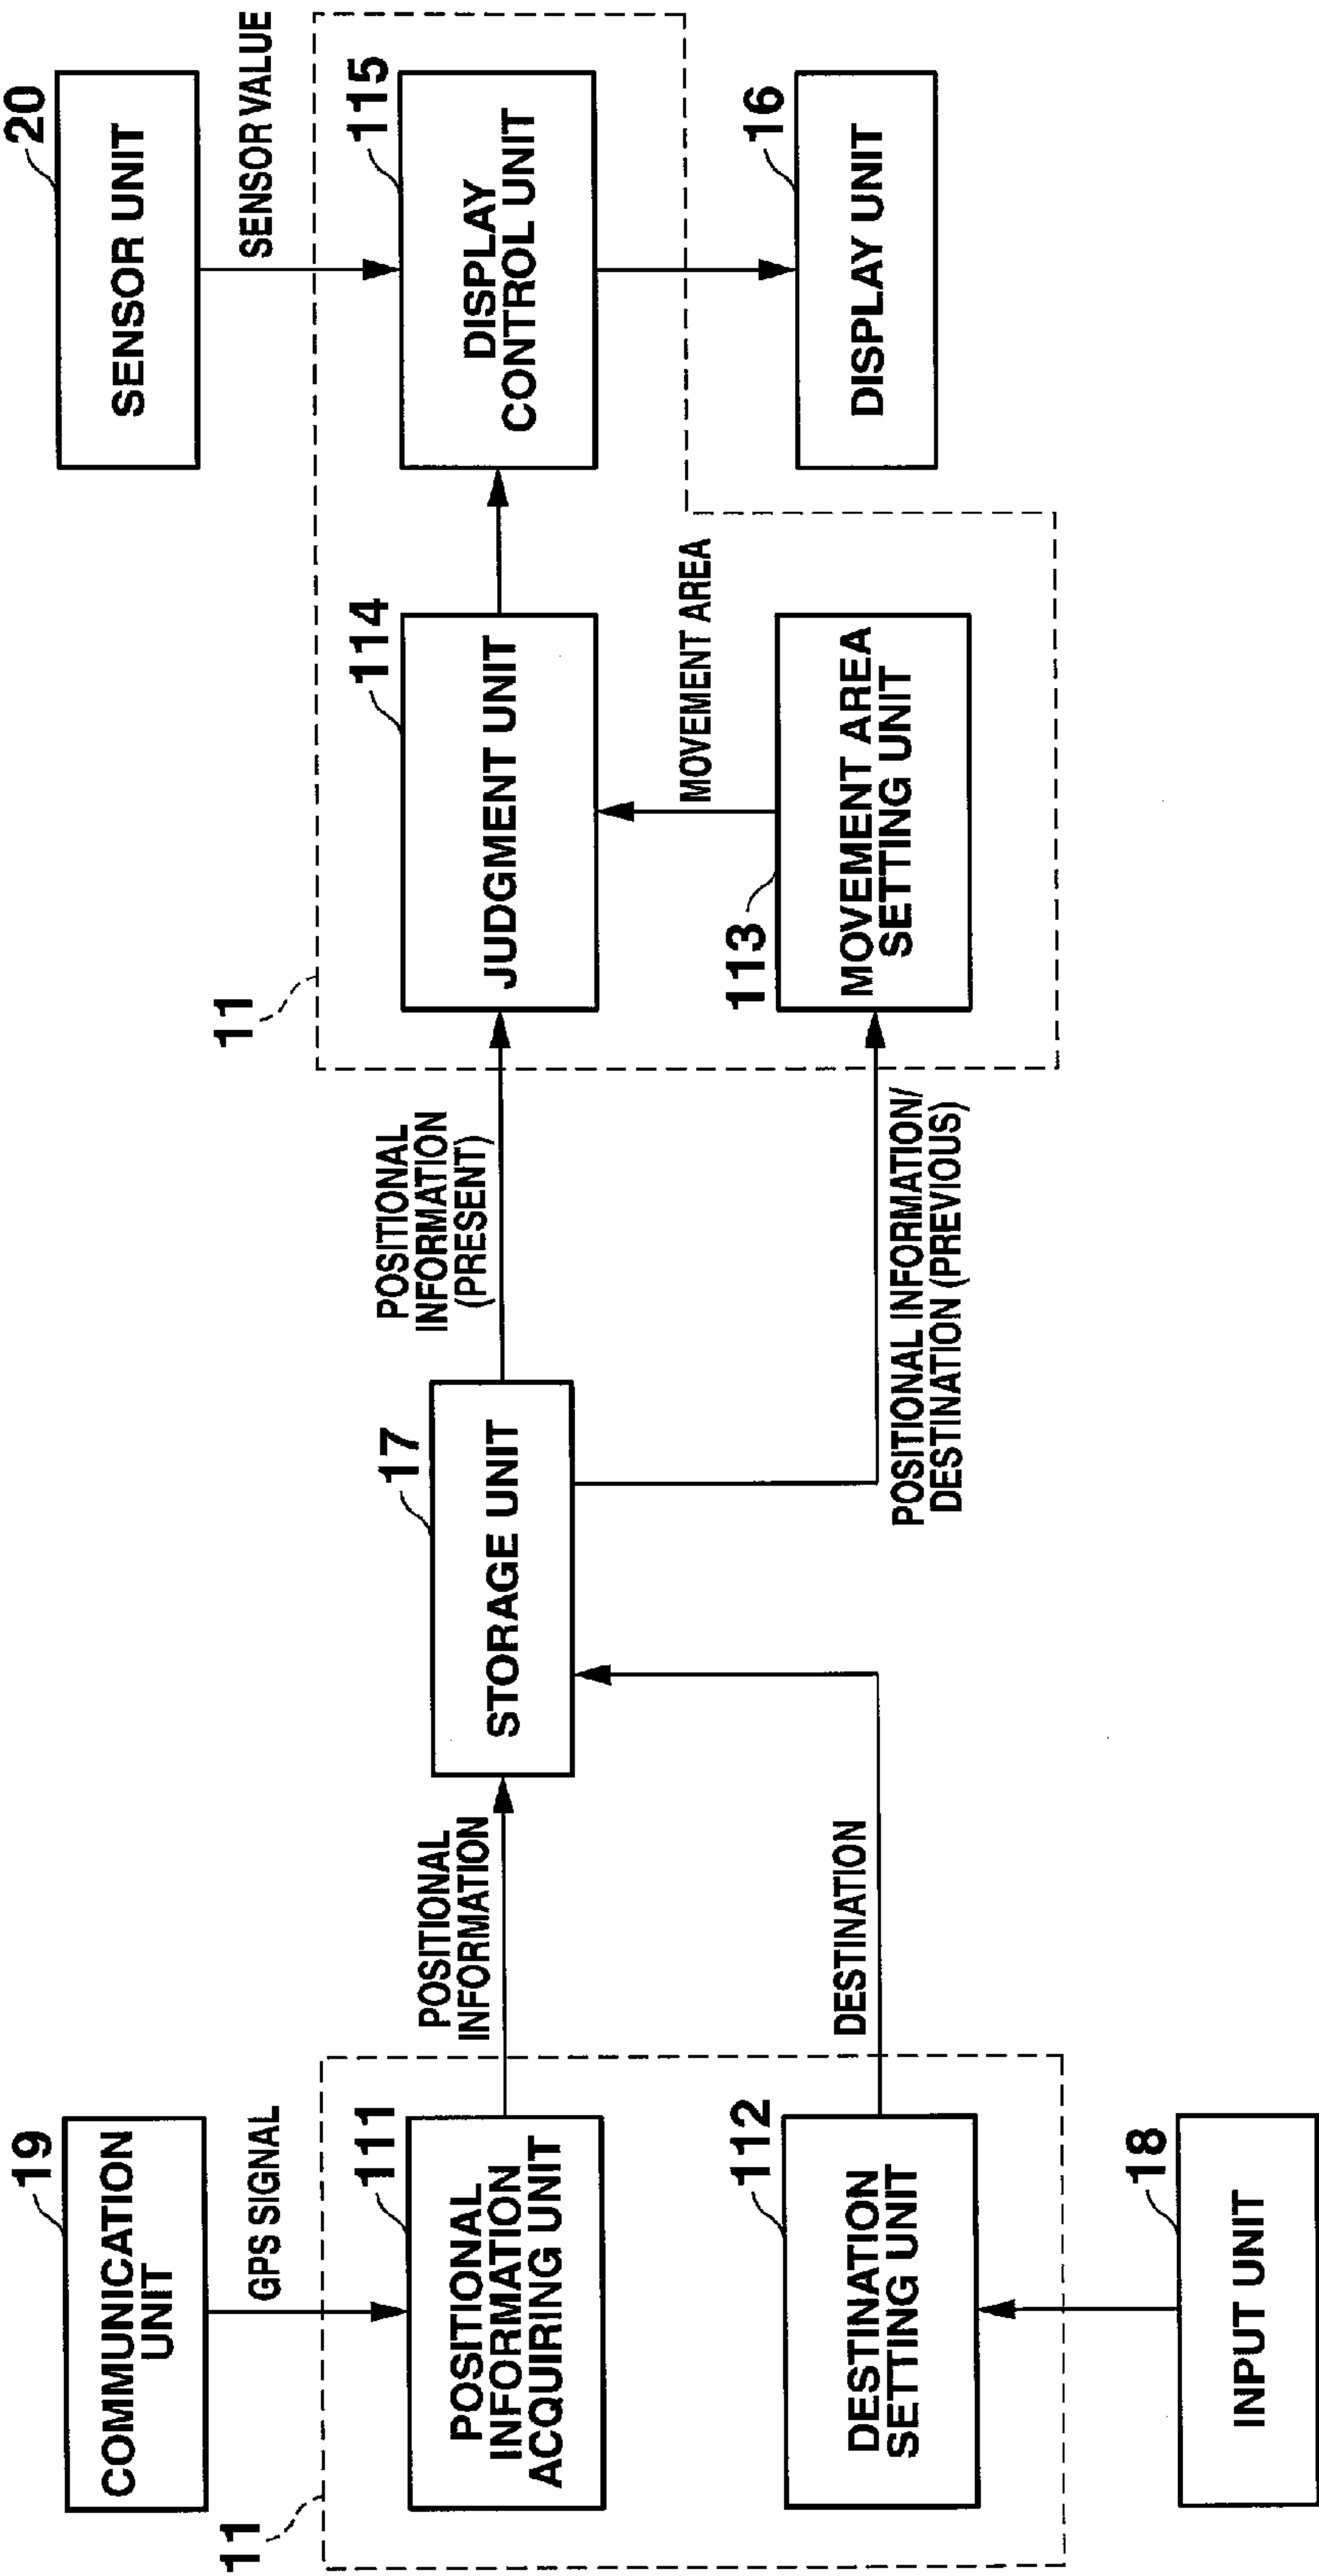 19
COMMUNICATION
UNIT
GPS SIGNAL
11
111
POSITIONAL
INFORMATION
ACQUIRING UNIT
112
DESTINATION
SETTING UNIT
18
INPUT UNIT
POSITIONAL
INFORMATION
DESTINATION
17
STORAGE UNIT
POSITIONAL
INFORMATION
(PRESENT)
POSITIONAL INFORMATION/
DESTINATION (PREVIOUS)
11
114
JUDGMENT UNIT
MOVEMENT AREA
113
MOVEMENT AREA
SETTING UNIT
20
SENSOR UNIT
SENSOR VALUE
115
DISPLAY
CONTROL UNIT
16
DISPLAY UNIT